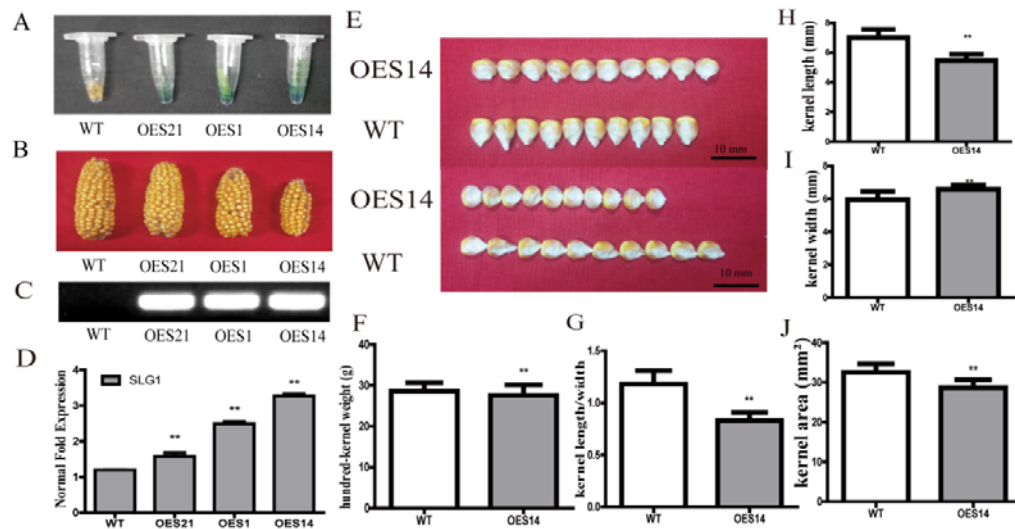 A
WT OES21 OES1 OES14
B
WT OES21 OES1 OES14
C
WT OES21 OES1 OES14
D
SLG1
Normal Fold Expression
4
3
2
1
0
** ** **
WT OES21 OES1 OES14
E
OES14
WT
10 mm
OES14
WT
10 mm
F
hundred-kernel weight (g)
40
30
20
10
0
**
WT OES14
G
kernel length/width
1.5
1.0
0.5
0.0
**
WT OES14
H
kernel length (mm)
8
6
4
2
0
**
WT OES14
I
kernel width (mm)
8
6
4
2
0
**
WT OES14
J
kernel area (mm²)
40
30
20
10
0
**
WT OES14